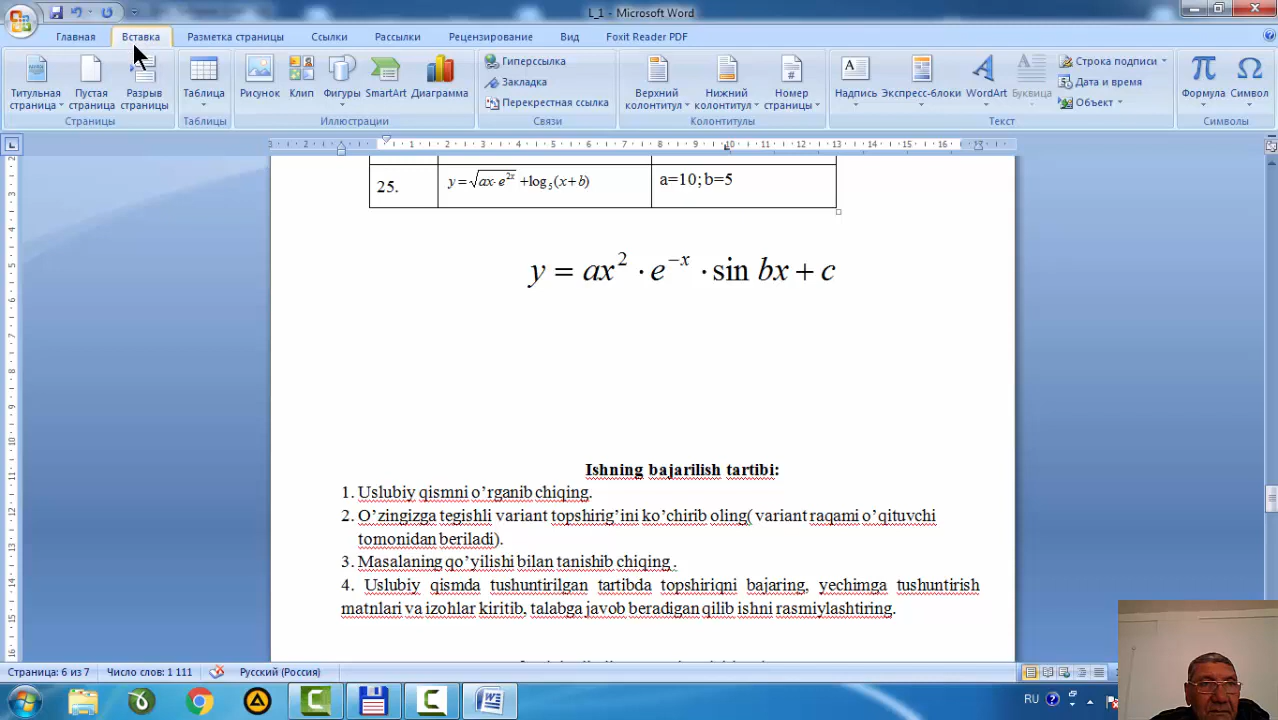 L_1 - Microsoft Word
Главная Вставка Разметка страницы Ссылки Рассылки Рецензирование Вид Foxit Reader PDF
Титульная страница Пустая страница Разрыв страницы Таблица Рисунок Клип Фигуры SmartArt Диаграмма
Гиперссылка
Закладка
Перекрестная ссылка
Верхний колонтитул Нижний колонтитул Номер страницы Надпись Экспресс-блоки WordArt Буквица
Строка подписи
Дата и время
Объект
Формула Символ
Страницы Таблицы Иллюстрации Связи Колонтитулы Текст Символы
25. y=√ax·e^2x+log_5(x+b) a=10; b=5
y = ax^2 · e^−x · sin bx + c
Ishning bajarilish tartibi:
1. Uslubiy qismni o’rganib chiqing.
2. O’zingizga tegishli variant topshirig’ini ko’chirib oling( variant raqami o’qituvchi
tomonidan beriladi).
3. Masalaning qo’yilishi bilan tanishib chiqing .
4. Uslubiy qismda tushuntirilgan tartibda topshiriqni bajaring, yechimga tushuntirish
matnlari va izohlar kiritib, talabga javob beradigan qilib ishni rasmiylashtiring.
Страница: 6 из 7 Число слов: 1 111 Русский (Россия)
RU